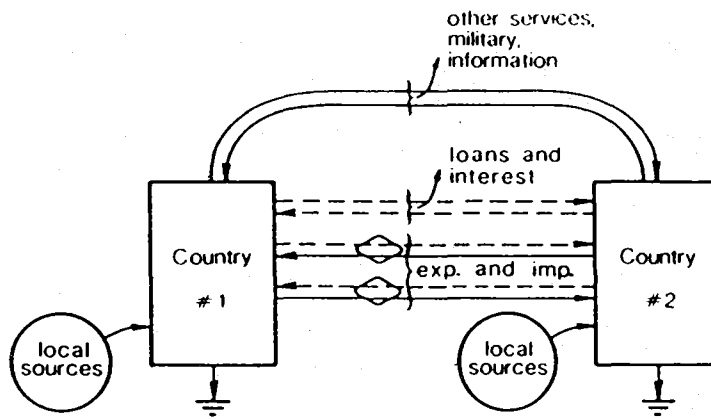 other services,
military,
information
loans and
interest
Country
#1
exp. and imp.
Country
#2
local
sources
local
sources